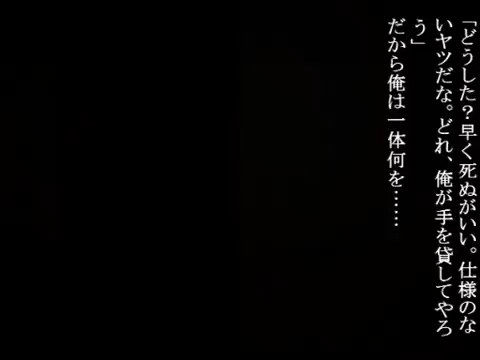 「どうした？早く死ぬがいい。仕様のな
いヤツだな。どれ、俺が手を貸してやろ
う」
だから俺は一体何を……